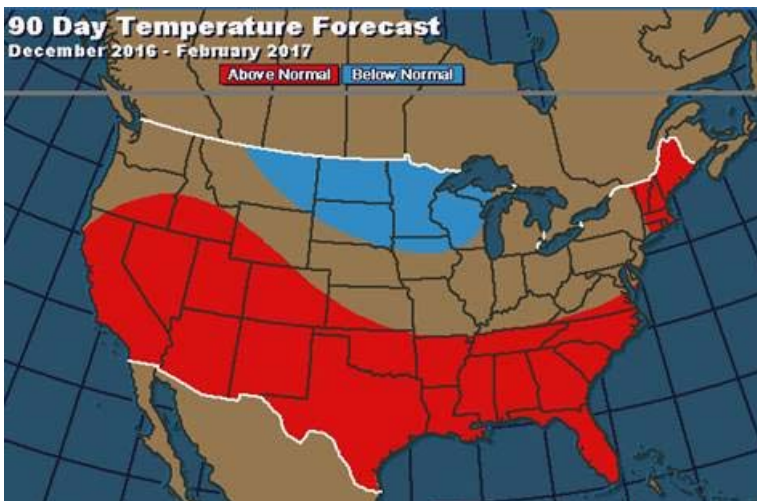 90 Day Temperature Forecast
December 2016 - February 2017
Above Normal Below Normal